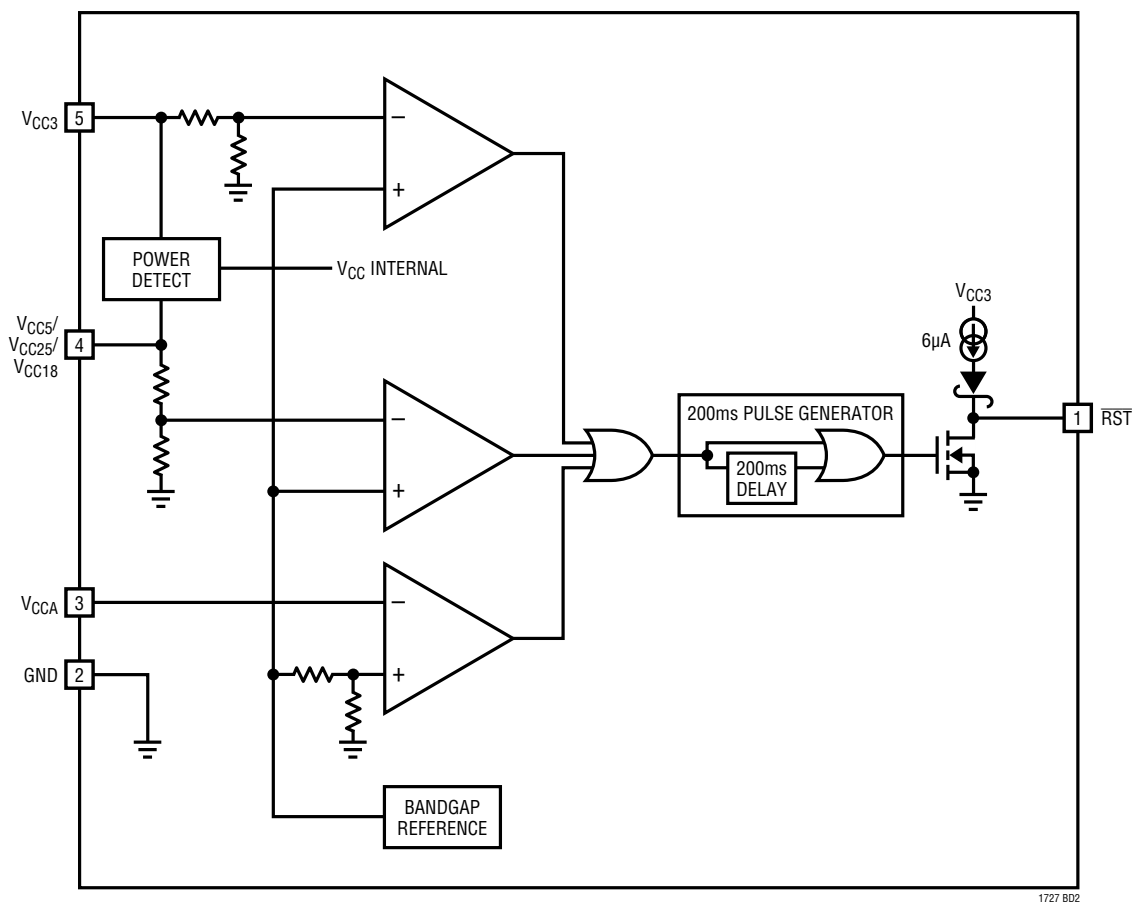 VCC3 5
−
+
POWER
DETECT
VCC INTERNAL
VCC5/
VCC25/
VCC18
4
−
+
VCC3
6µA
200ms PULSE GENERATOR
200ms
DELAY
1 RST
VCCA 3
−
+
GND 2
BANDGAP
REFERENCE
1727 BD2